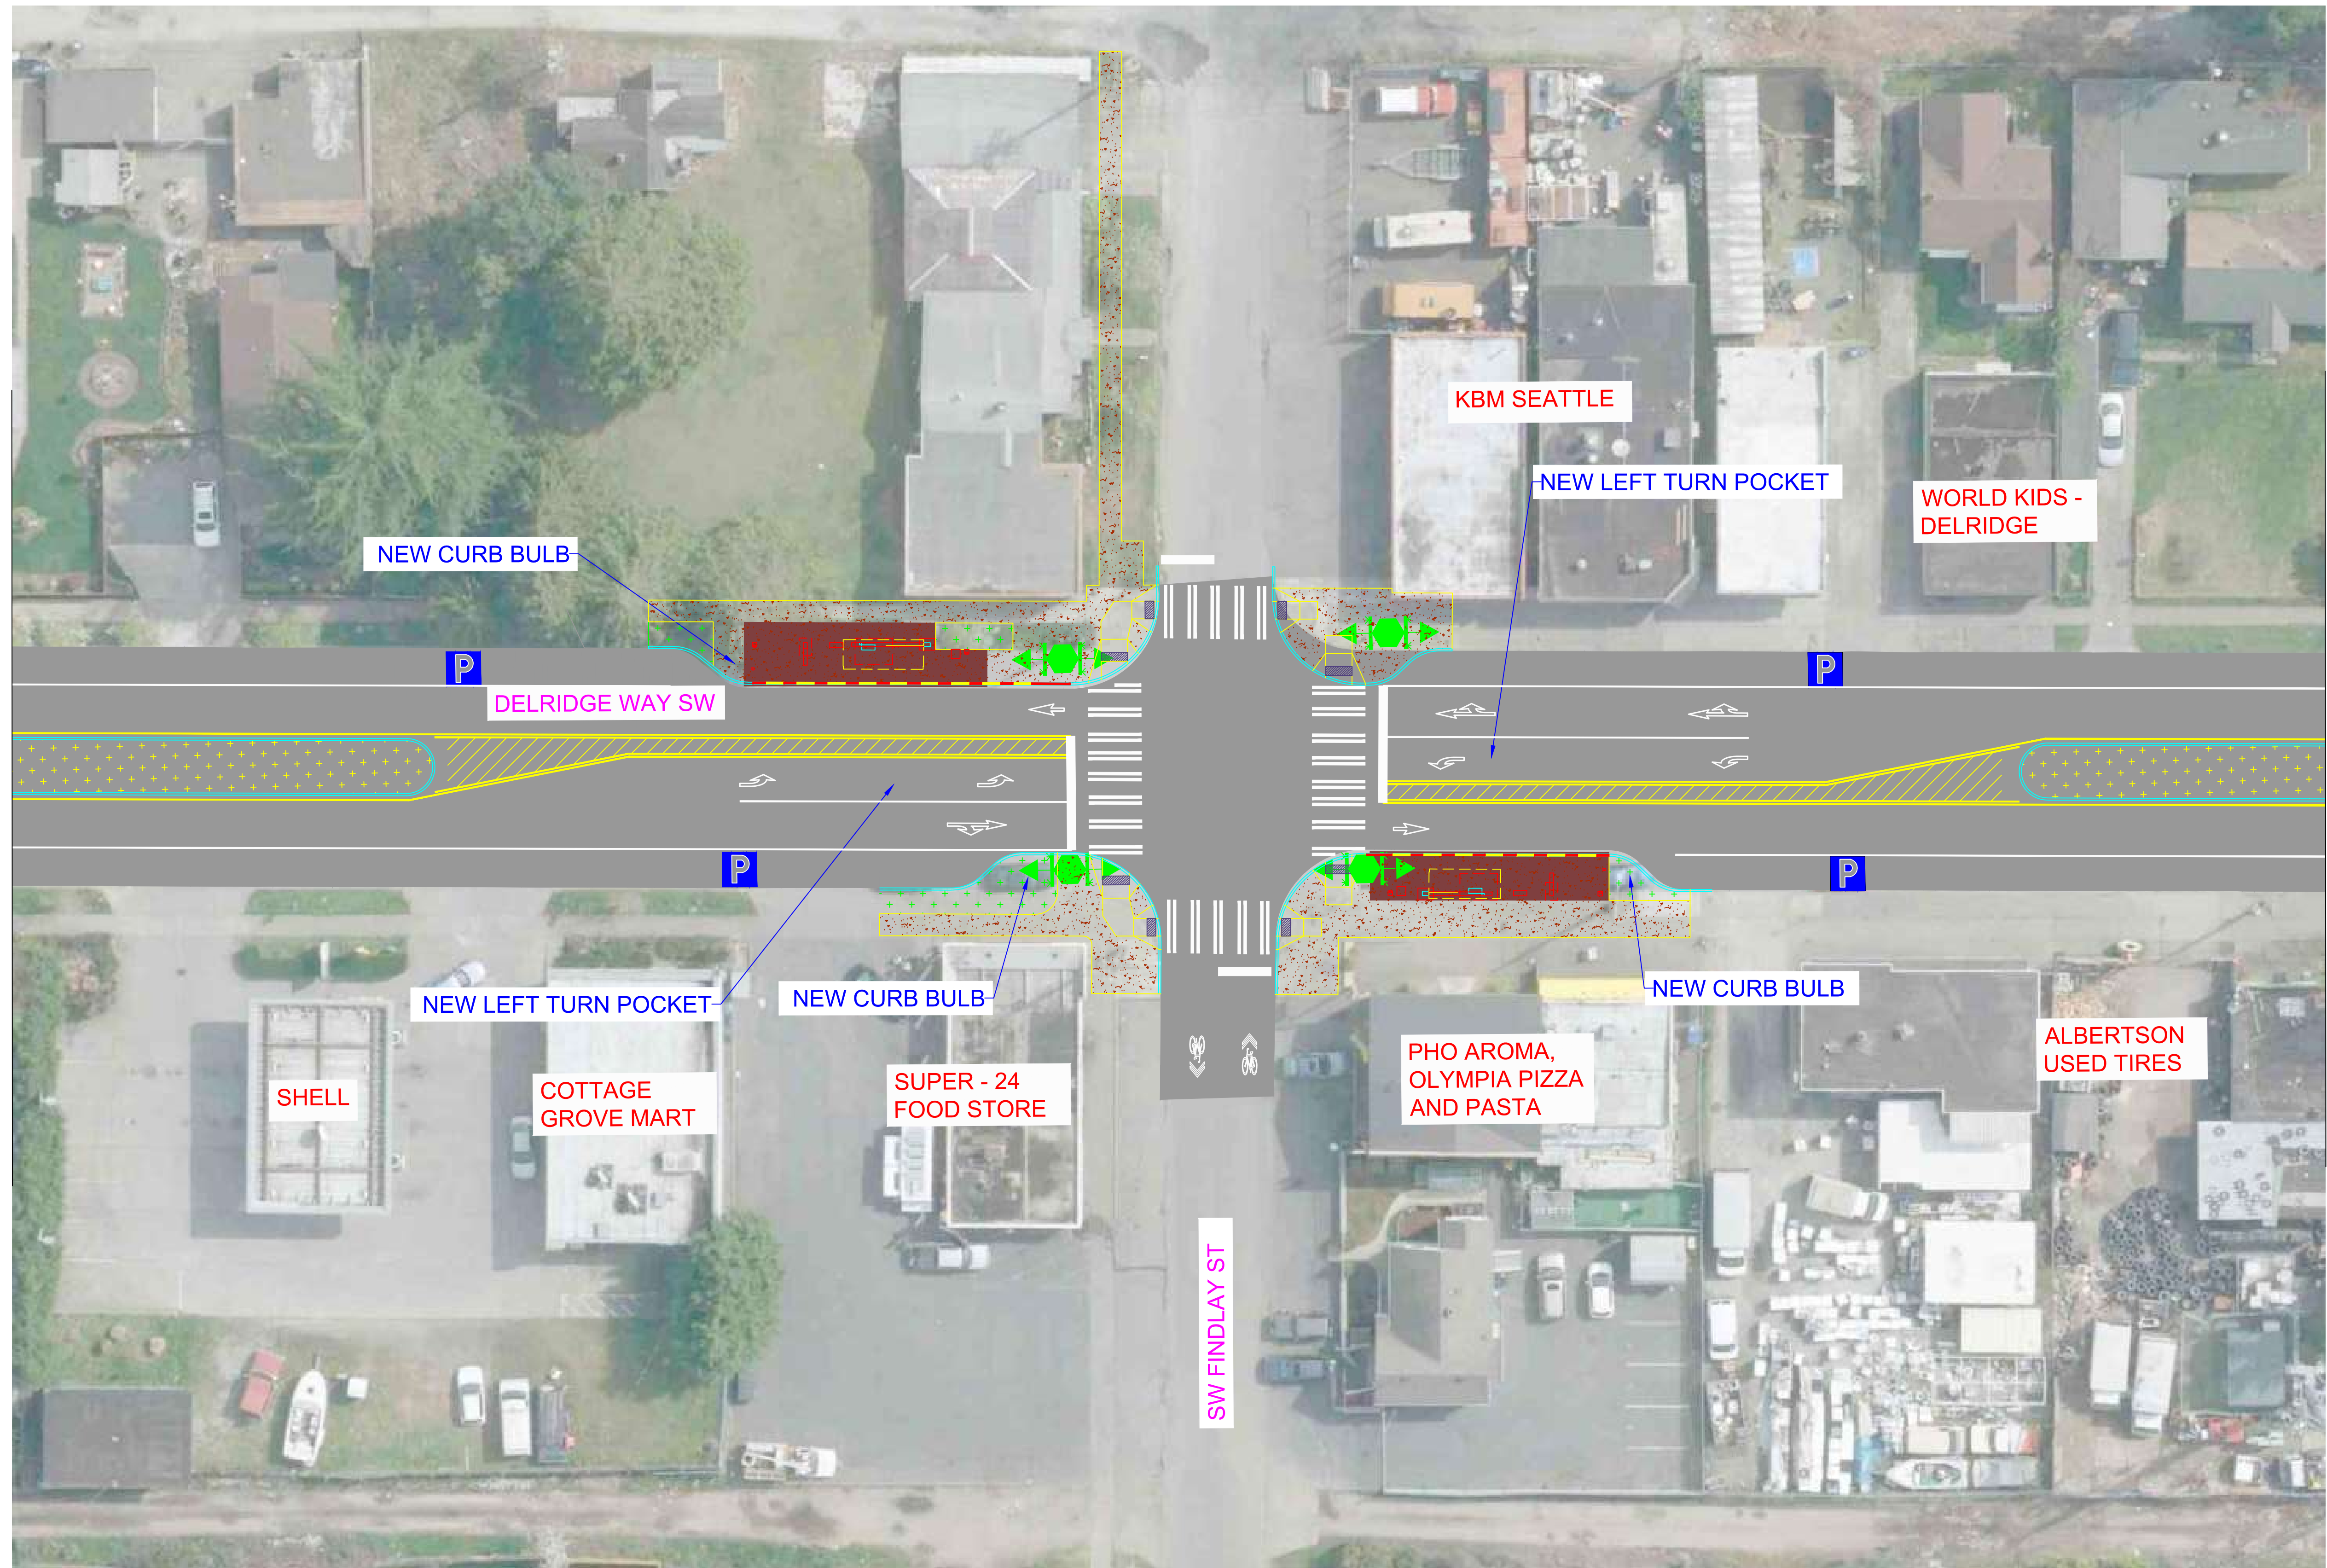 KBM SEATTLE
NEW LEFT TURN POCKET
WORLD KIDS -
DELRIDGE
NEW CURB BULB
P
P
DELRIDGE WAY SW
P
P
NEW LEFT TURN POCKET
NEW CURB BULB
NEW CURB BULB
SHELL
COTTAGE
GROVE MART
SUPER - 24
FOOD STORE
PHO AROMA,
OLYMPIA PIZZA
AND PASTA
ALBERTSON
USED TIRES
SW FINDLAY ST